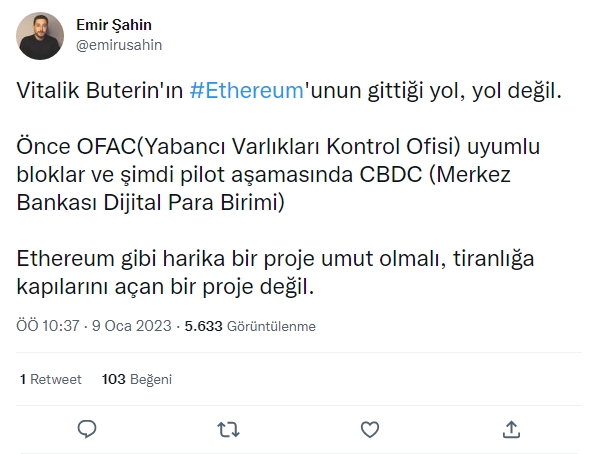 Emir Şahin
@emirusahin
Vitalik Buterin'ın #Ethereum'unun gittiği yol, yol değil.
Önce OFAC(Yabancı Varlıkları Kontrol Ofisi) uyumlu
bloklar ve şimdi pilot aşamasında CBDC (Merkez
Bankası Dijital Para Birimi)
Ethereum gibi harika bir proje umut olmalı, tiranlığa
kapılarını açan bir proje değil.
ÖÖ 10:37 · 9 Oca 2023 · 5.633 Görüntülenme
1 Retweet 103 Beğeni